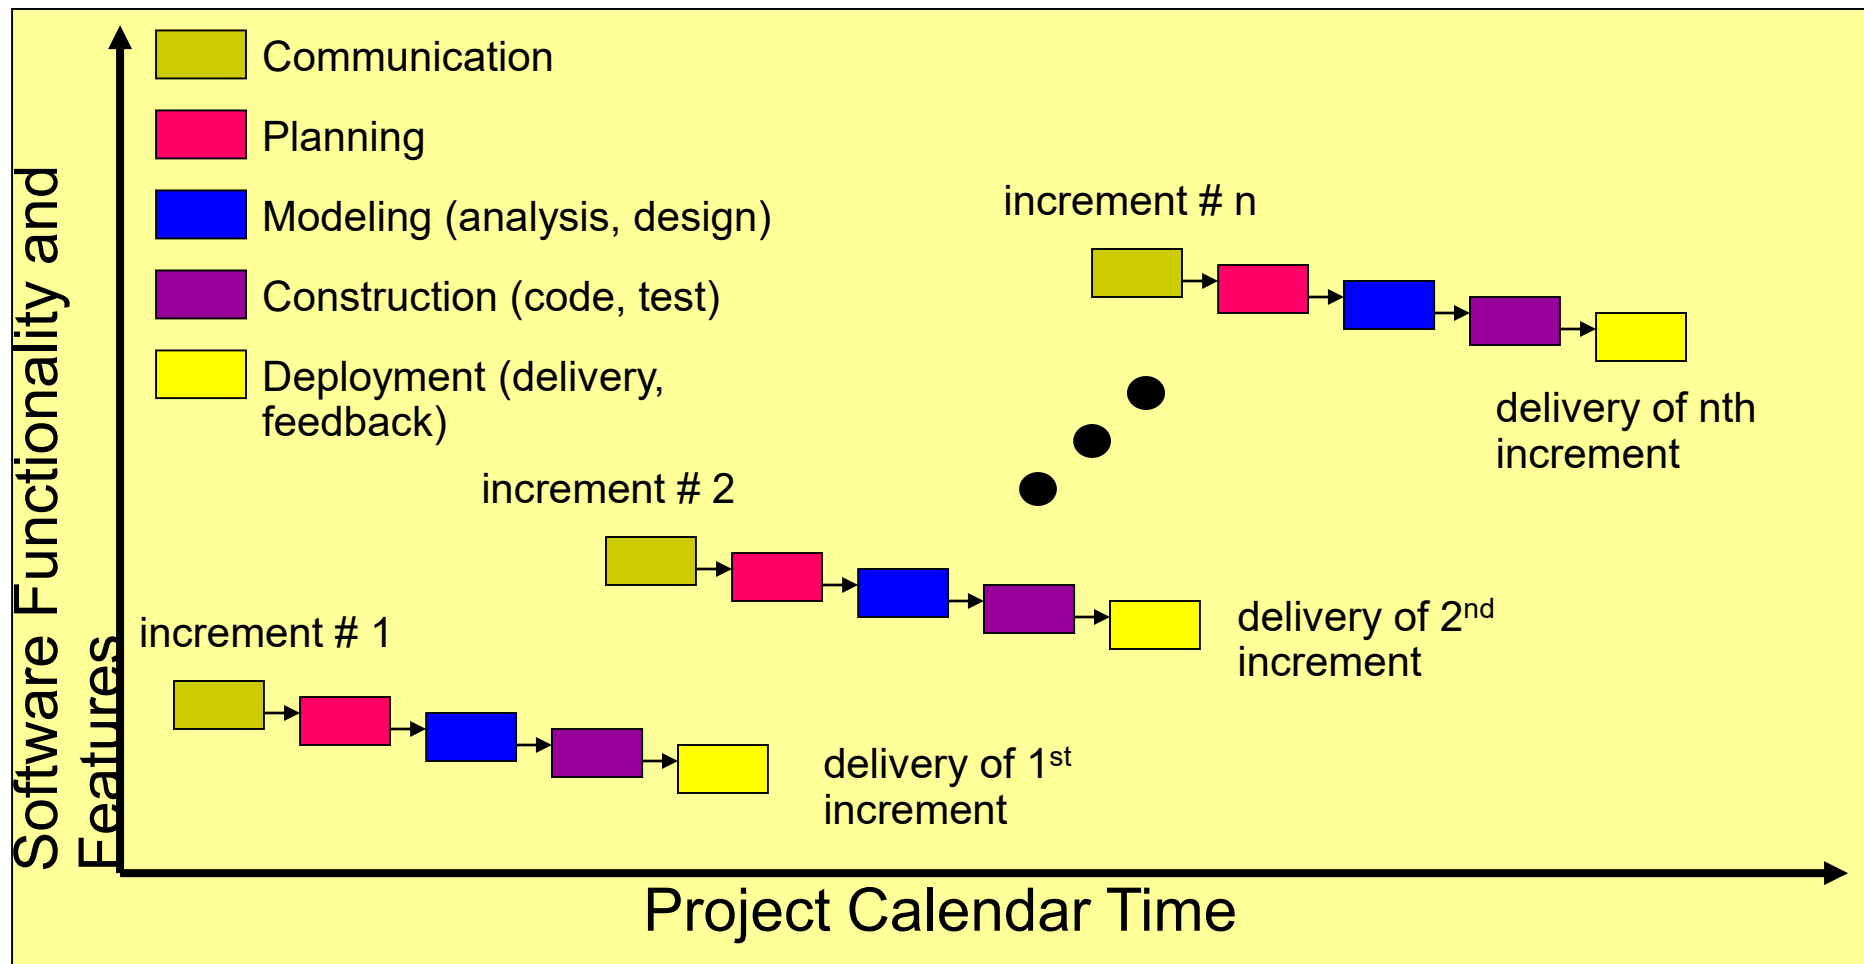 Communication
Planning
Modeling (analysis, design)
Construction (code, test)
Deployment (delivery,
feedback)
increment # n
delivery of nth
increment
increment # 2
delivery of 2nd
increment
increment # 1
delivery of 1st
increment
Software Functionality and
Features
Project Calendar Time